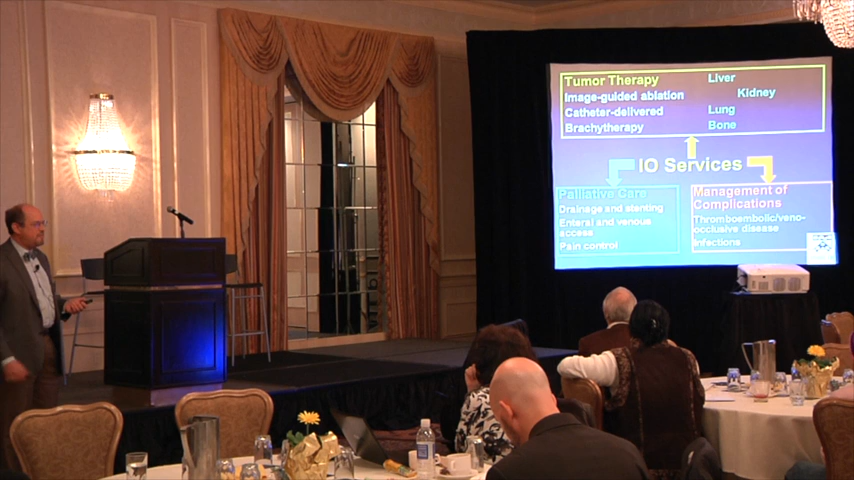 Tumor Therapy Liver
Image-guided ablation Kidney
Catheter-delivered Lung
Brachytherapy Bone
IO Services
Palliative Care
Drainage and stenting
Enteral and venous
access
Pain control
Management of
Complications
Thromboembolic/veno-
occlusive disease
Infections